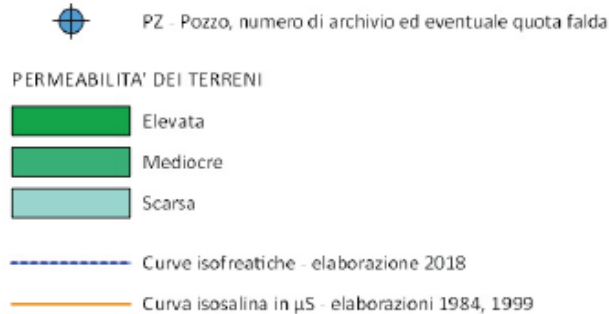 PZ - Pozzo, numero di archivio ed eventuale quota falda
PERMEABILITA' DEI TERRENI
Elevata
Mediocre
Scarsa
Curve isofreatiche - elaborazione 2018
Curva isosalina in µS - elaborazioni 1984, 1999